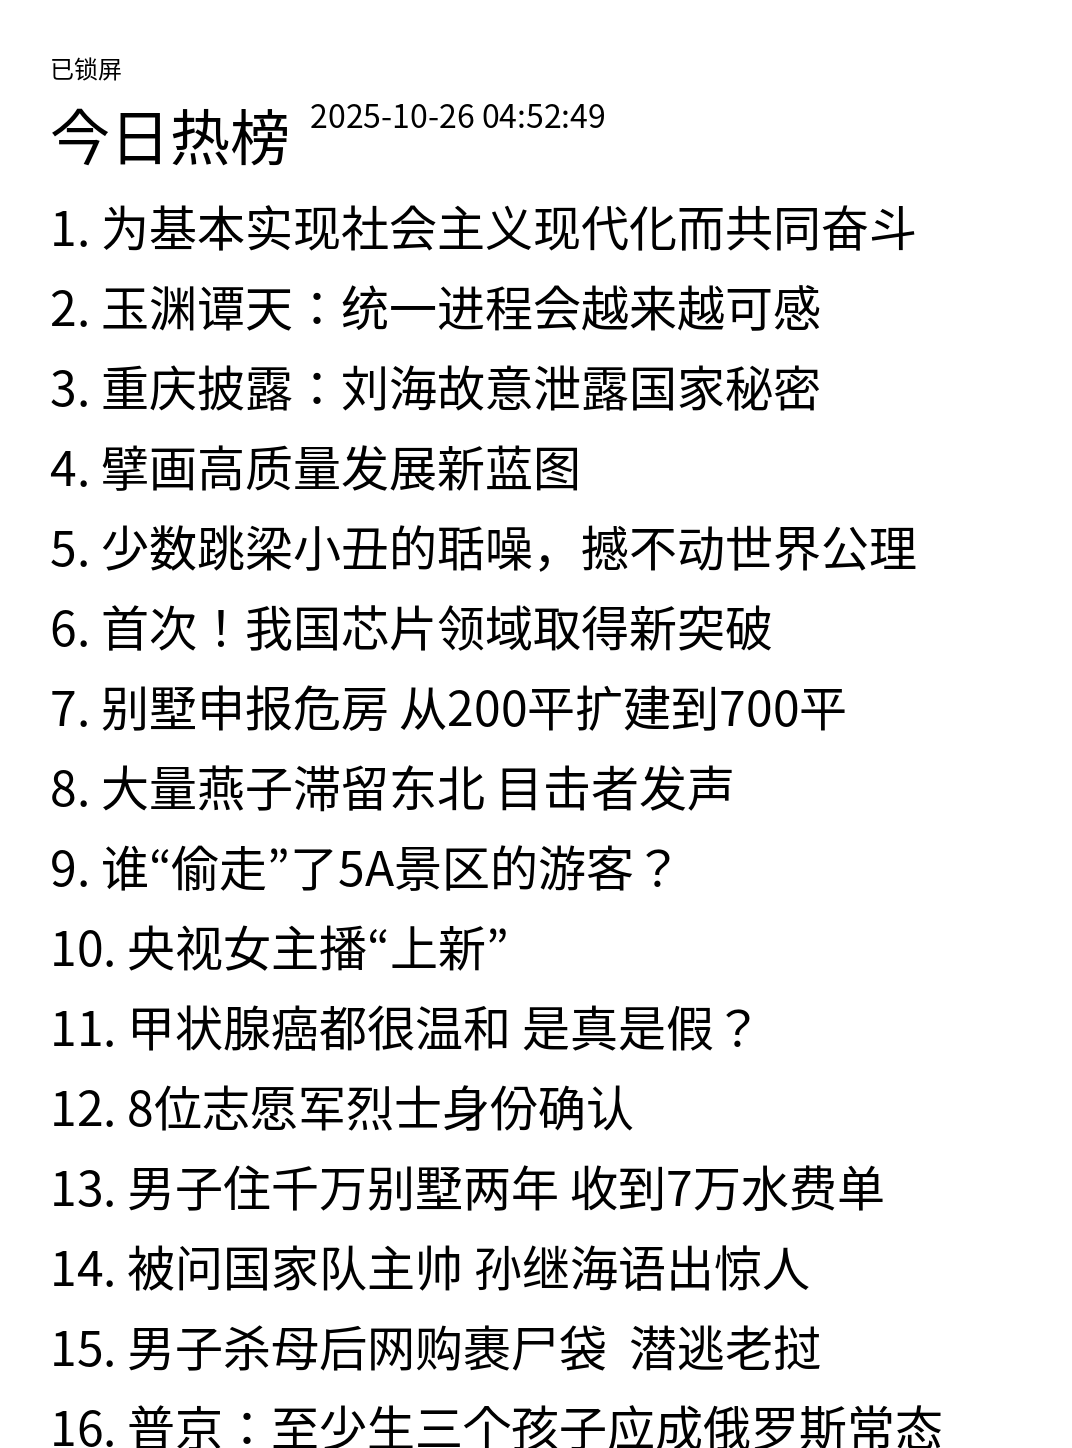 已锁屏
今日热榜 2025-10-26 04:52:49
1. 为基本实现社会主义现代化而共同奋斗
2. 玉渊谭天：统一进程会越来越可感
3. 重庆披露：刘海故意泄露国家秘密
4. 擘画高质量发展新蓝图
5. 少数跳梁小丑的聒噪，撼不动世界公理
6. 首次！我国芯片领域取得新突破
7. 别墅申报危房 从200平扩建到700平
8. 大量燕子滞留东北 目击者发声
9. 谁“偷走”了5A景区的游客？
10. 央视女主播“上新”
11. 甲状腺癌都很温和 是真是假？
12. 8位志愿军烈士身份确认
13. 男子住千万别墅两年 收到7万水费单
14. 被问国家队主帅 孙继海语出惊人
15. 男子杀母后网购裹尸袋  潜逃老挝
16. 普京：至少生三个孩子应成俄罗斯常态